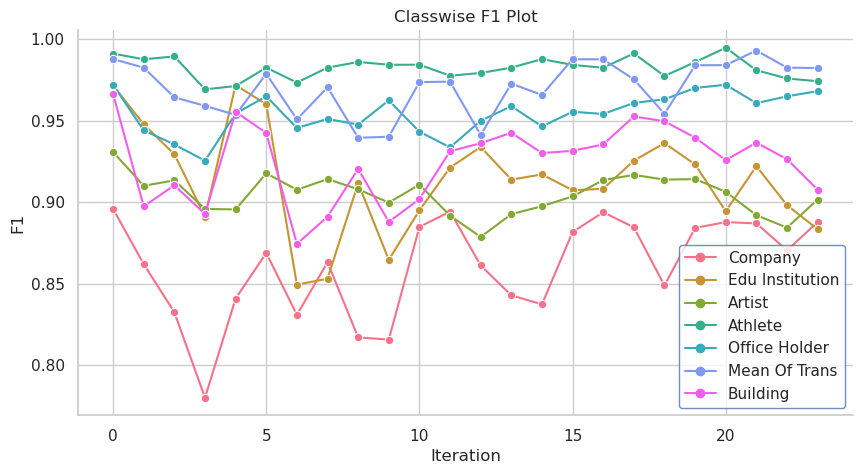 Classwise F1 Plot
1.00
0.95
0.90
0.85
0.80
F1
0
5
10
15
20
Iteration
Company
Edu Institution
Artist
Athlete
Office Holder
Mean Of Trans
Building